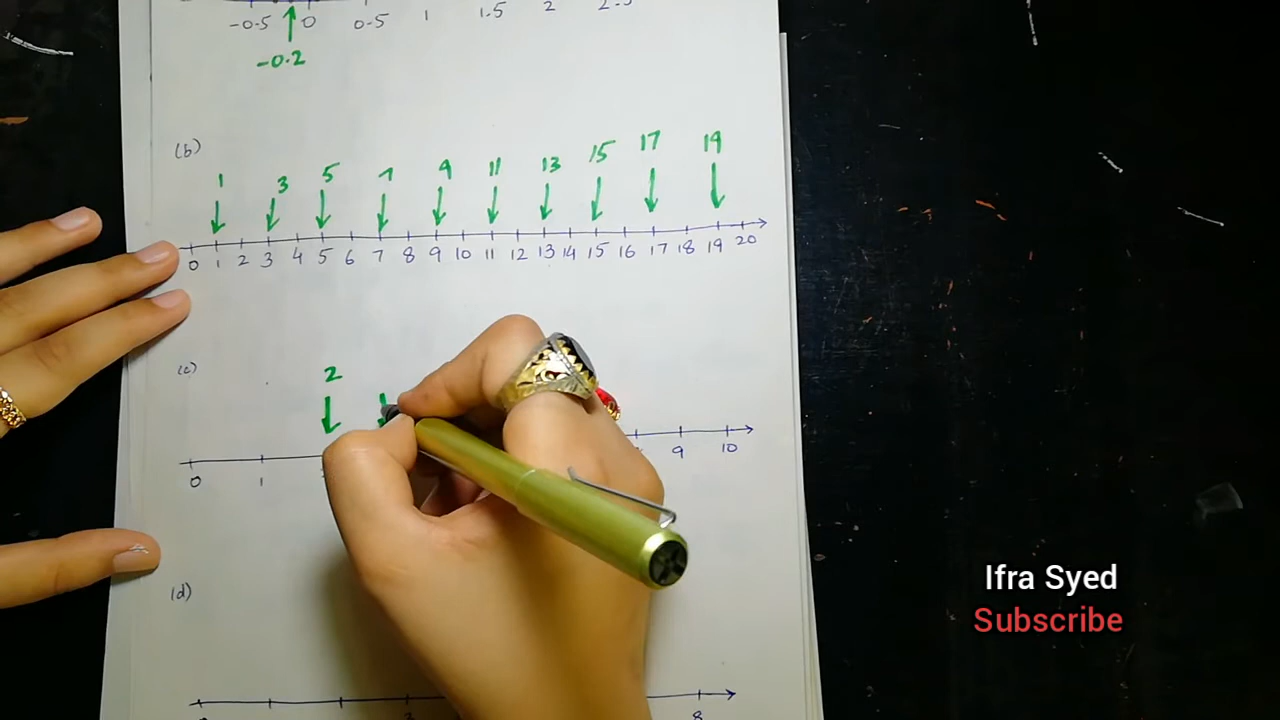 -0.5 0 0.5 1 1.5 2
-0.2
(b)
1 3 5 7 9 11 13 15 17 19
0 1 2 3 4 5 6 7 8 9 10 11 12 13 14 15 16 17 18 19 20
(c)
2
0 1 9 10
(d)
8
Ifra Syed
Subscribe